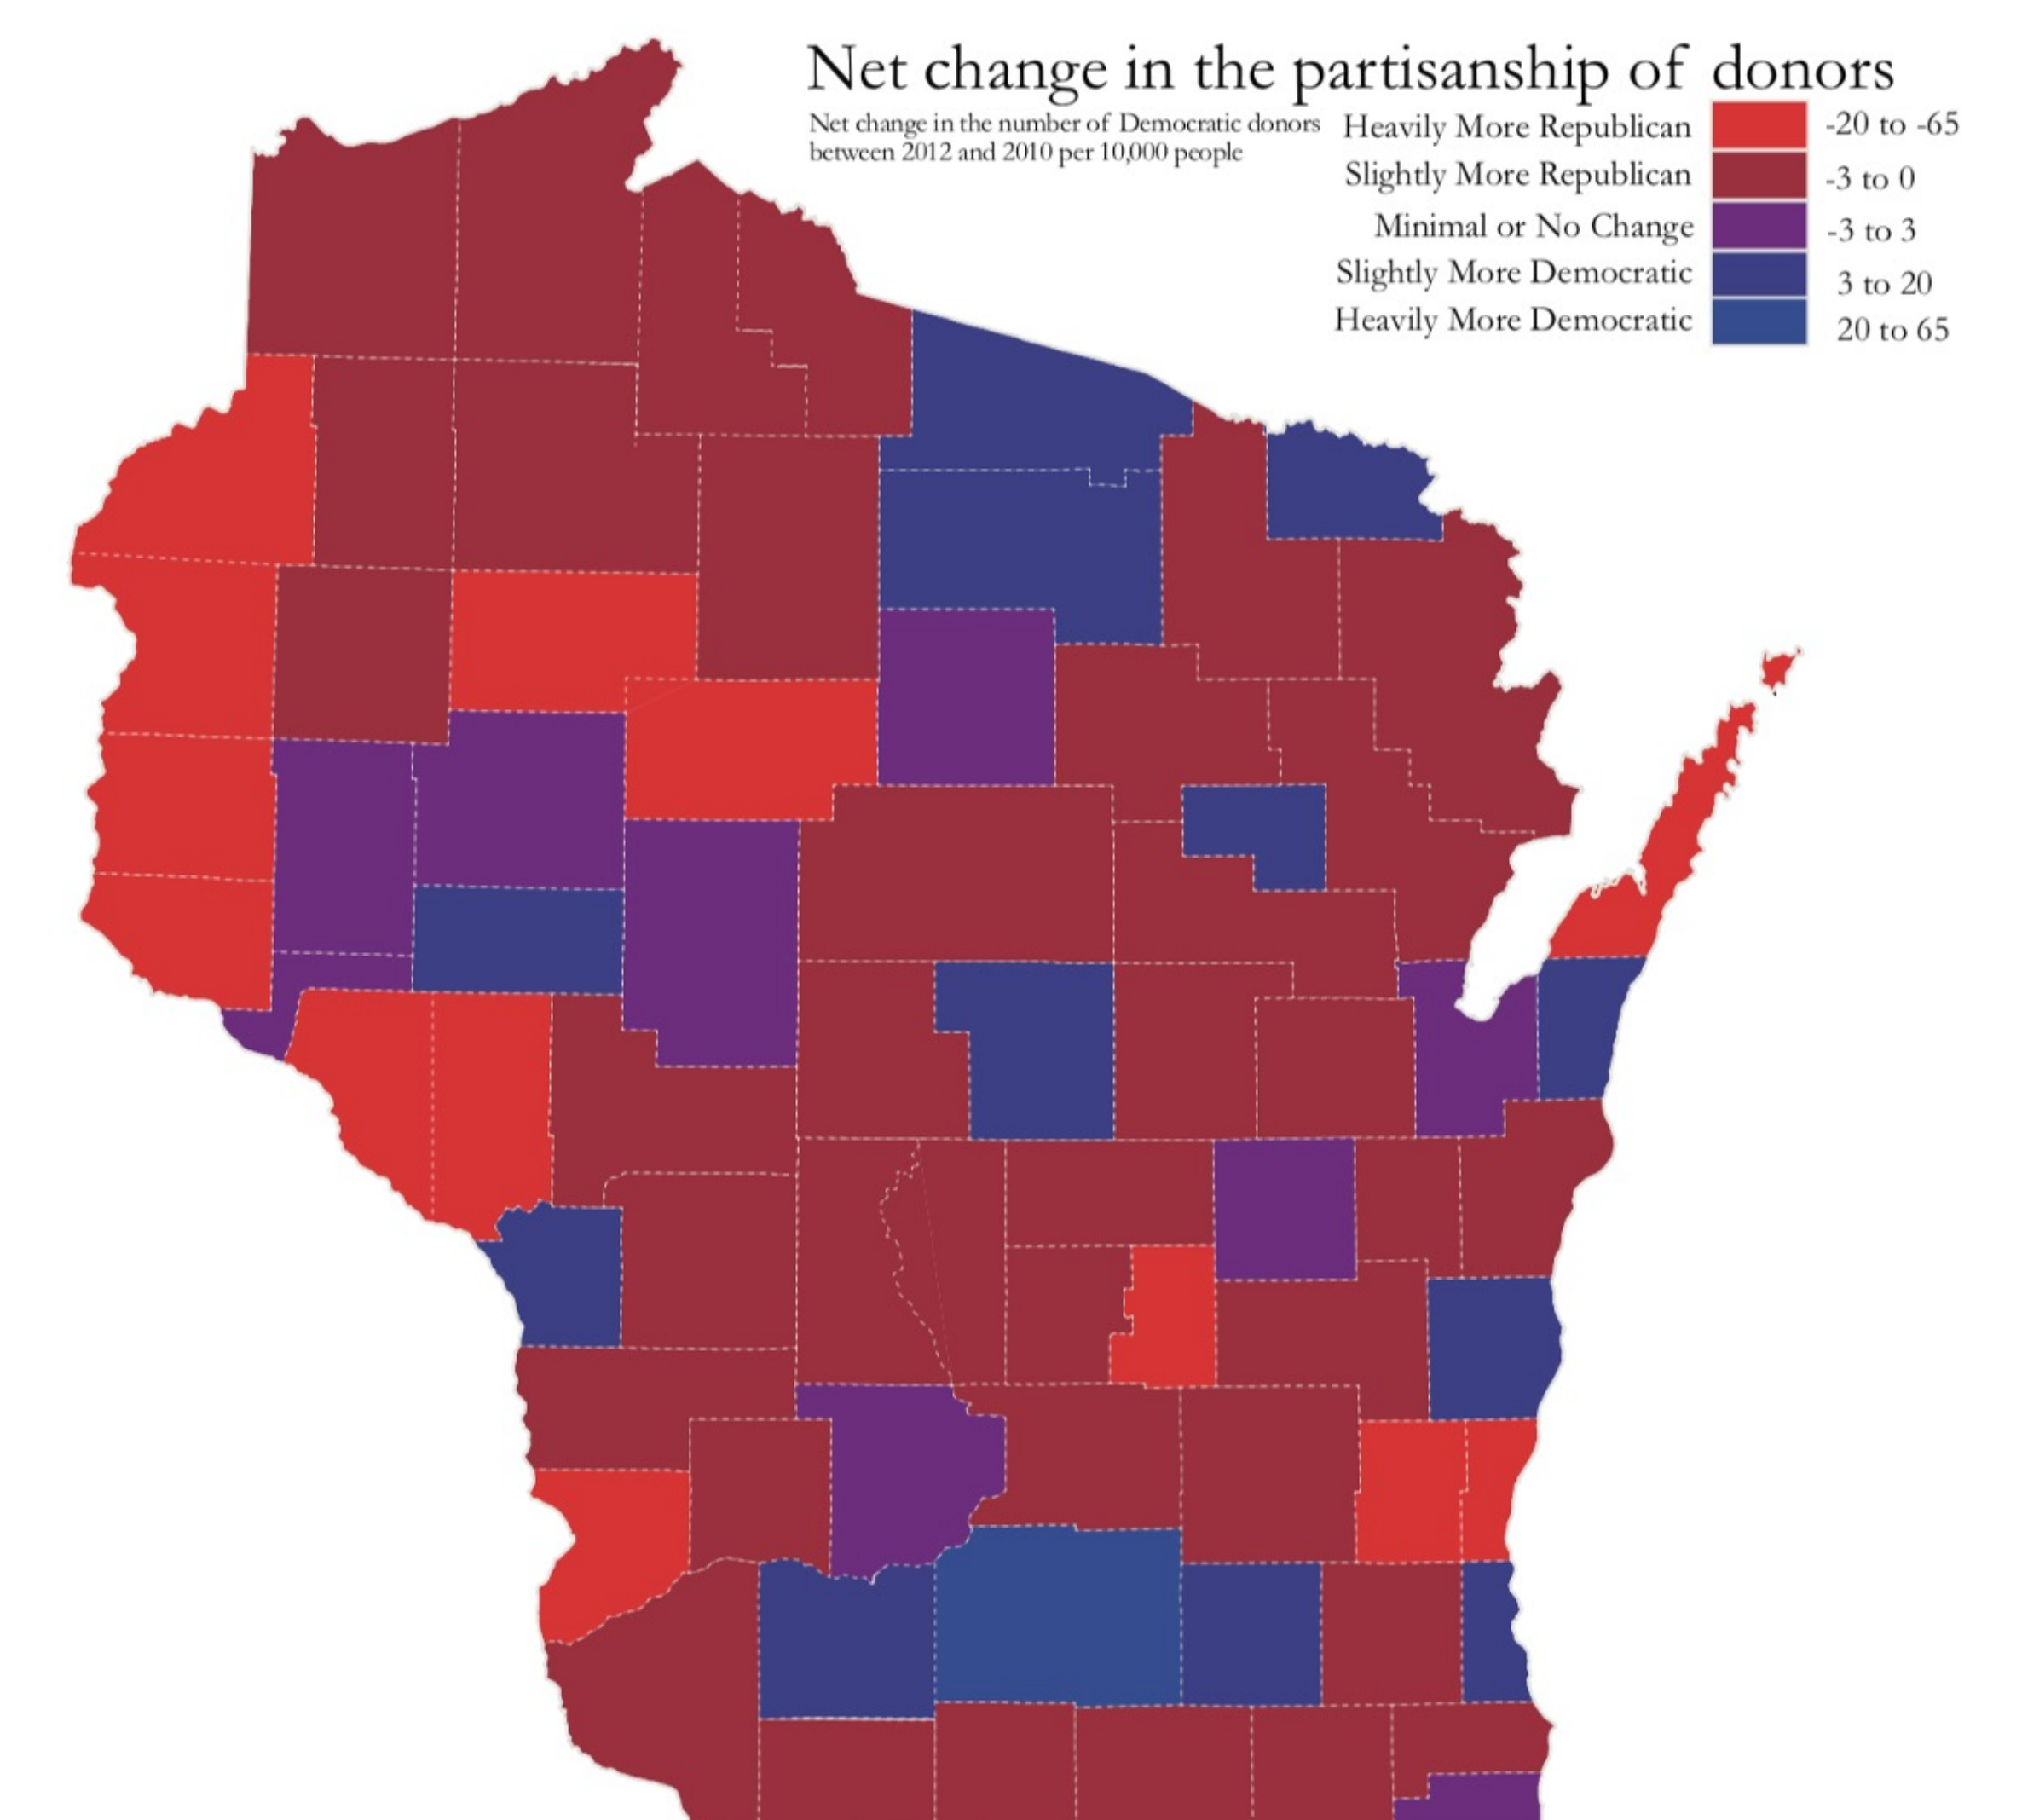 Net change in the partisanship of donors
Net change in the number of Democratic donors
between 2012 and 2010 per 10,000 people
Heavily More Republican -20 to -65
Slightly More Republican -3 to 0
Minimal or No Change -3 to 3
Slightly More Democratic 3 to 20
Heavily More Democratic 20 to 65